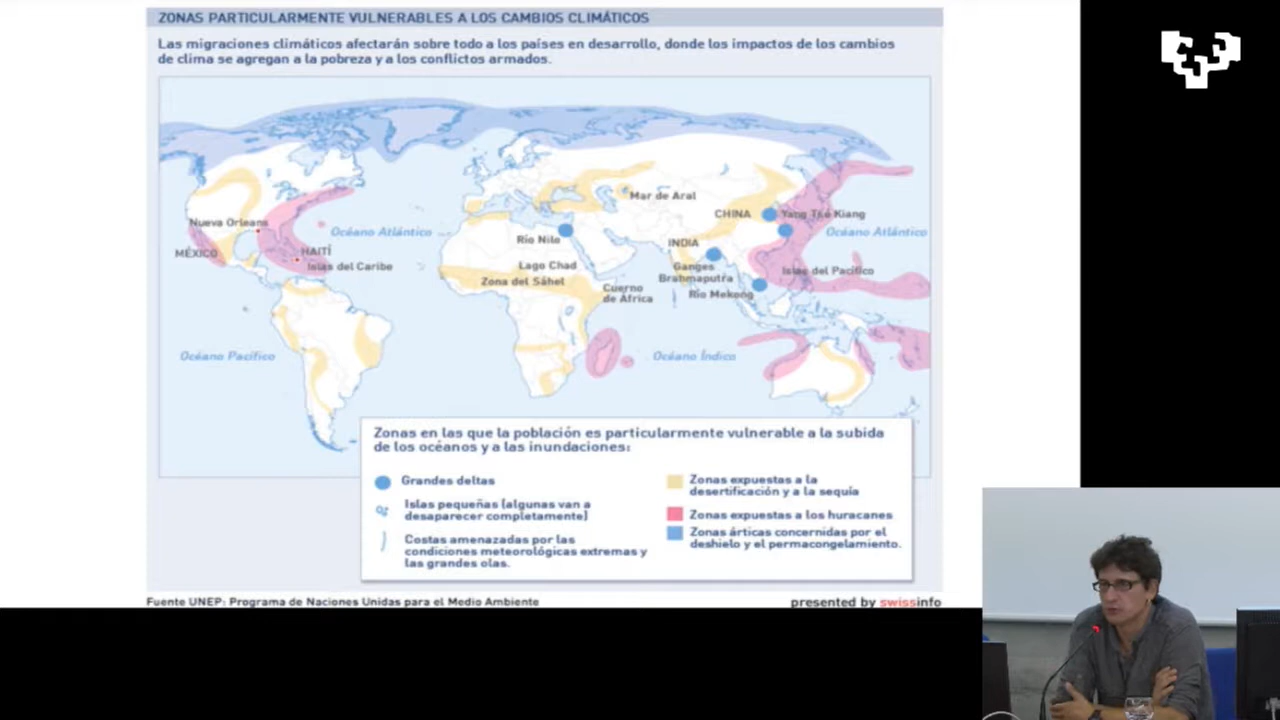 ZONAS PARTICULARMENTE VULNERABLES A LOS CAMBIOS CLIMÁTICOS
Las migraciones climáticos afectarán sobre todo a los países en desarrollo, donde los impactos de los cambios
de clima se agregan a la pobreza y a los conflictos armados.
Mar de Aral
CHINA
Yang Tsé Kiang
Nueva Orleans
Océano Atlántico
Océano Atlántico
Río Nilo
INDIA
MÉXICO
HAITÍ
Islas del Caribe
Lago Chad
Ganges
Brahmaputra
Islas del Pacífico
Zona del Sáhel
Cuerno
de África
Río Mekong
Océano Pacífico
Océano Índico
Zonas en las que la población es particularmente vulnerable a la subida
de los océanos y a las inundaciones:
Grandes deltas
Islas pequeñas (algunas van a
desaparecer completamente)
Costas amenazadas por las
condiciones meteorológicas extremas y
las grandes olas.
Zonas expuestas a la
desertificación y a la sequía
Zonas expuestas a los huracanes
Zonas árticas concernidas por el
deshielo y el permacongelamiento.
Fuente UNEP: Programa de Naciones Unidas para el Medio Ambiente
presented by swissinfo